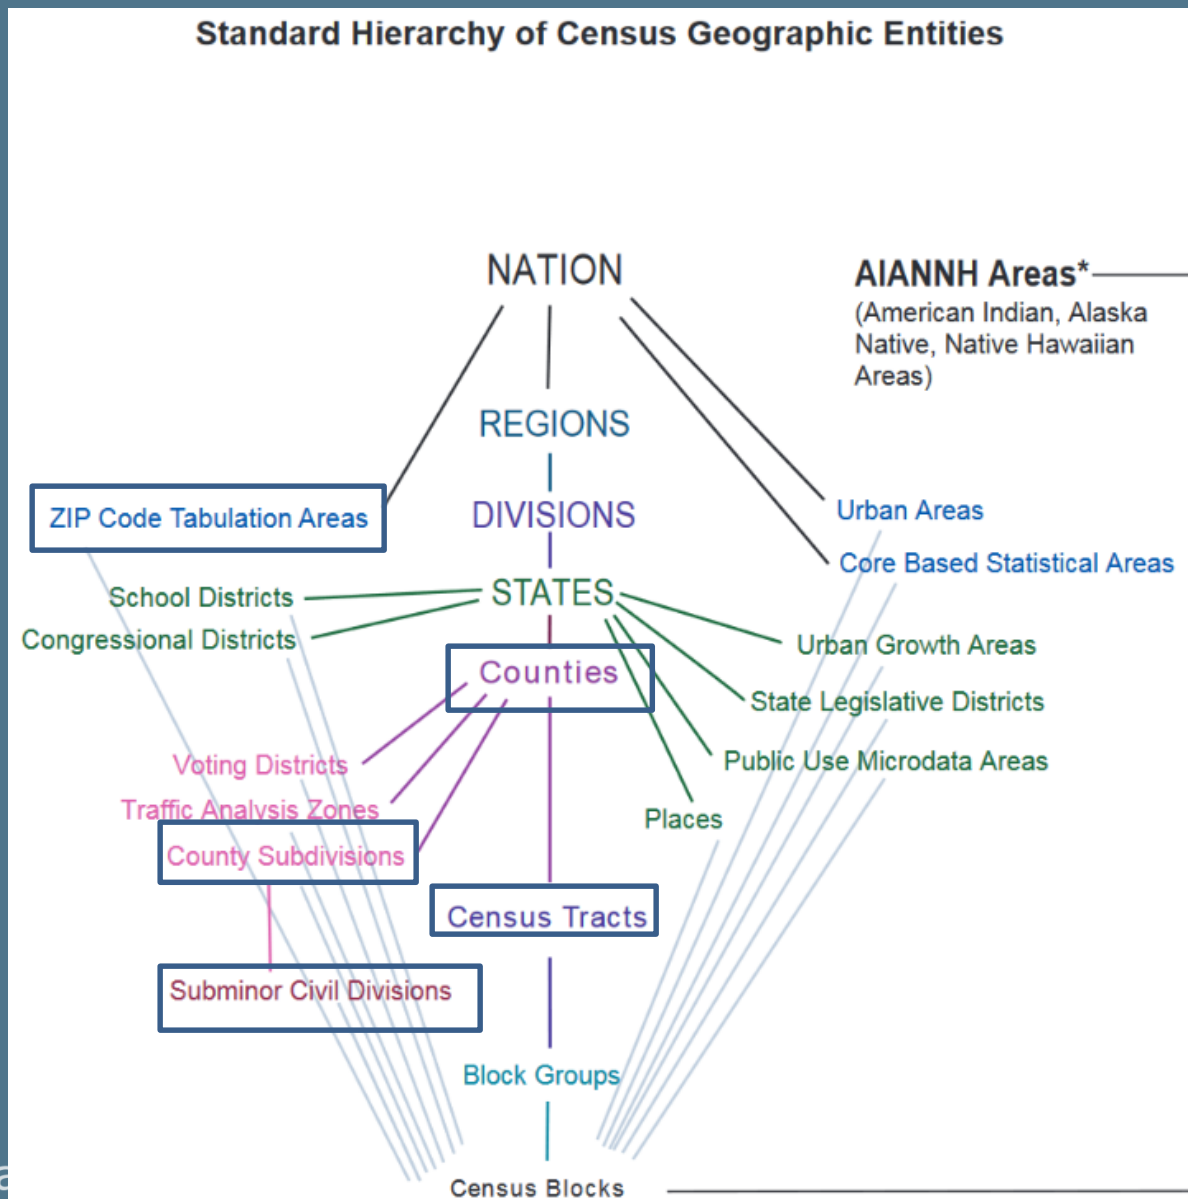 Standard Hierarchy of Census Geographic Entities
NATION
AIANNH Areas*
(American Indian, Alaska
Native, Native Hawaiian
Areas)
REGIONS
ZIP Code Tabulation Areas
DIVISIONS
Urban Areas
Core Based Statistical Areas
School Districts
STATES
Congressional Districts
Urban Growth Areas
Counties
State Legislative Districts
Voting Districts
Public Use Microdata Areas
Traffic Analysis Zones
Places
County Subdivisions
Census Tracts
Subminor Civil Divisions
Block Groups
Census Blocks